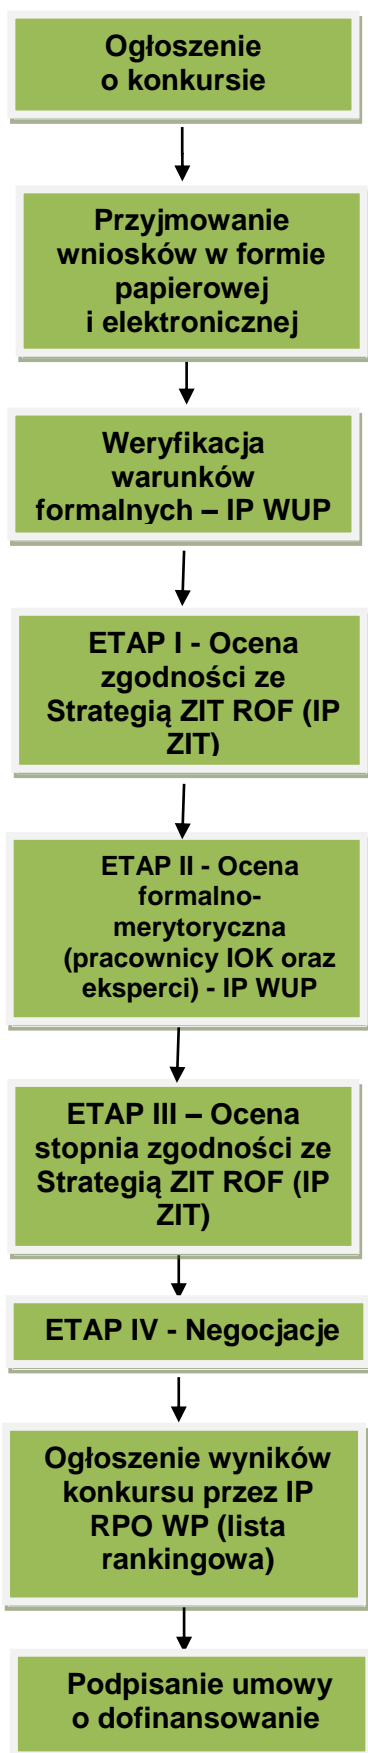 Ogłoszenie
o konkursie
Przyjmowanie
wniosków w formie
papierowej
i elektronicznej
Weryfikacja
warunków
formalnych – IP WUP
ETAP I - Ocena
zgodności ze
Strategią ZIT ROF (IP
ZIT)
ETAP II - Ocena
formalno-
merytoryczna
(pracownicy IOK oraz
eksperci) - IP WUP
ETAP III – Ocena
stopnia zgodności ze
Strategią ZIT ROF (IP
ZIT)
ETAP IV - Negocjacje
Ogłoszenie wyników
konkursu przez IP
RPO WP (lista
rankingowa)
Podpisanie umowy
o dofinansowanie